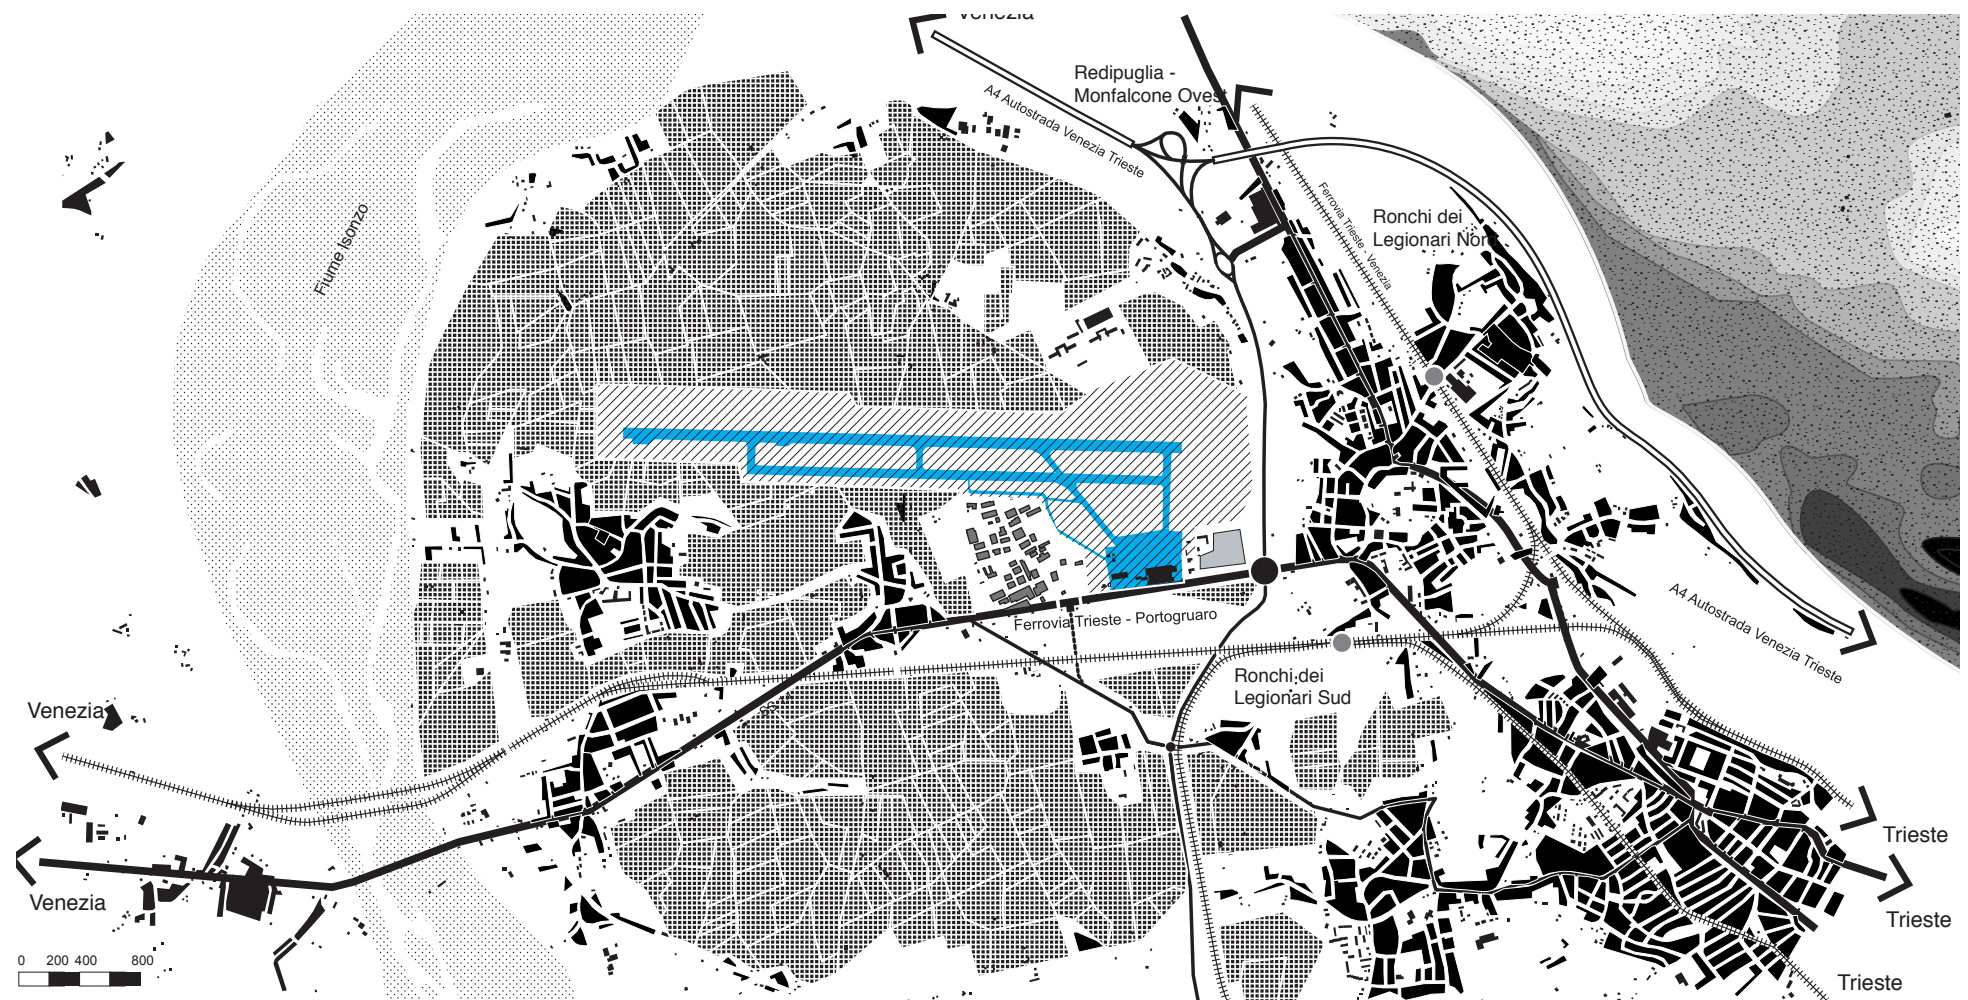 Venezia
Redipuglia -
Monfalcone Ovest
A4 Autostrada Venezia Trieste
Fiume Isonzo
Ferrovia Trieste - Venezia
Ronchi dei
Legionari Nord
Ferrovia Trieste - Portogruaro
A4 Autostrada Venezia Trieste
Ronchi dei
Legionari Sud
Venezia
Venezia
Trieste
Trieste
Trieste
0 200 400 800